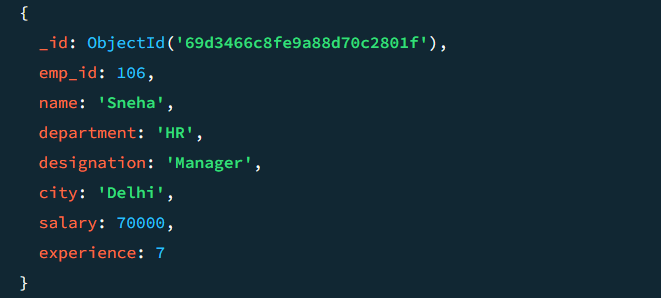 {
_id: ObjectId('69d3466c8fe9a88d70c2801f'),
emp_id: 106,
name: 'Sneha',
department: 'HR',
designation: 'Manager',
city: 'Delhi',
salary: 70000,
experience: 7
}